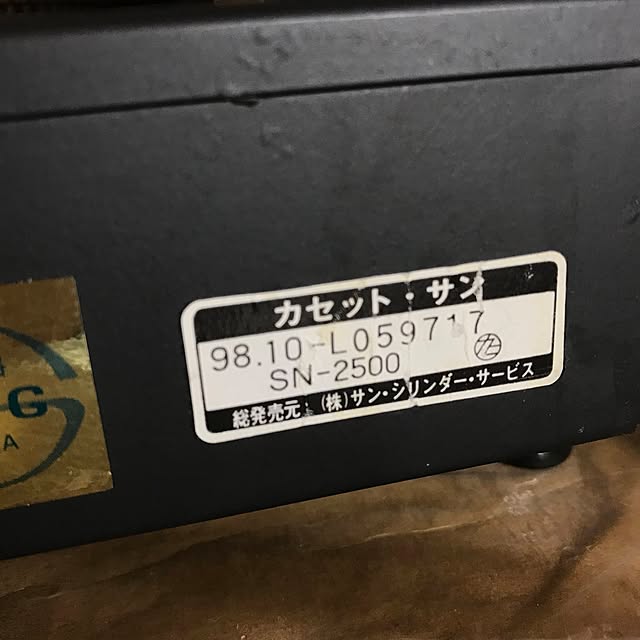 カセット・サン
98.10-L059717
SN-2500
総発売元: (株)サン・シリンダー・サービス
G
A